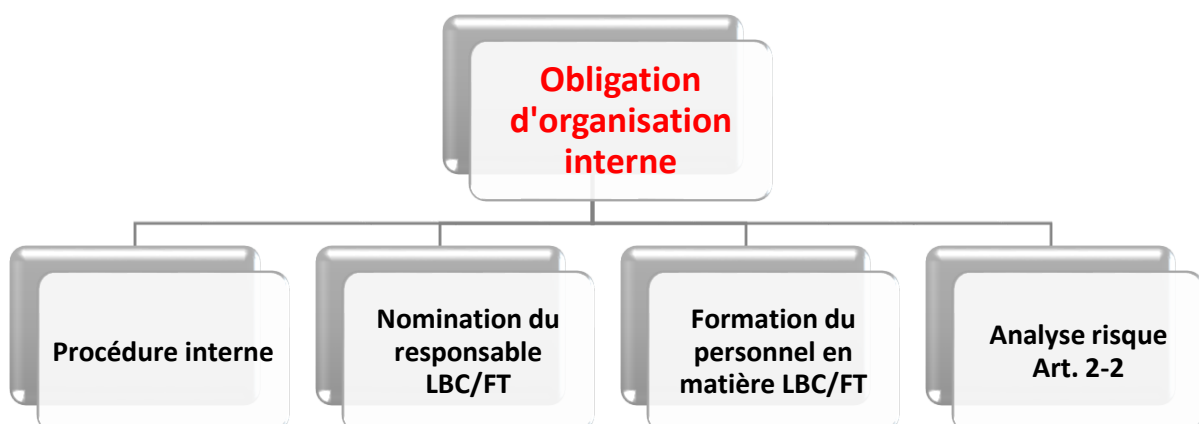 Obligation
d'organisation
interne
Procédure interne
Nomination du
responsable
LBC/FT
Formation du
personnel en
matière LBC/FT
Analyse risque
Art. 2-2